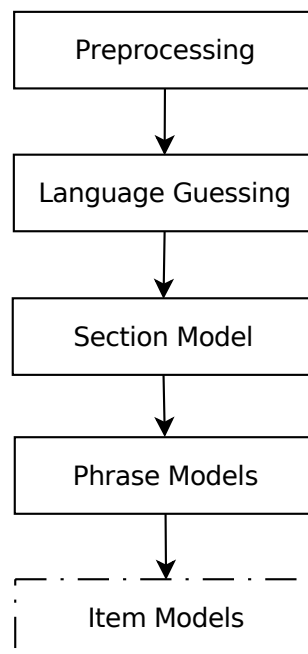 Preprocessing
Language Guessing
Section Model
Phrase Models
Item Models